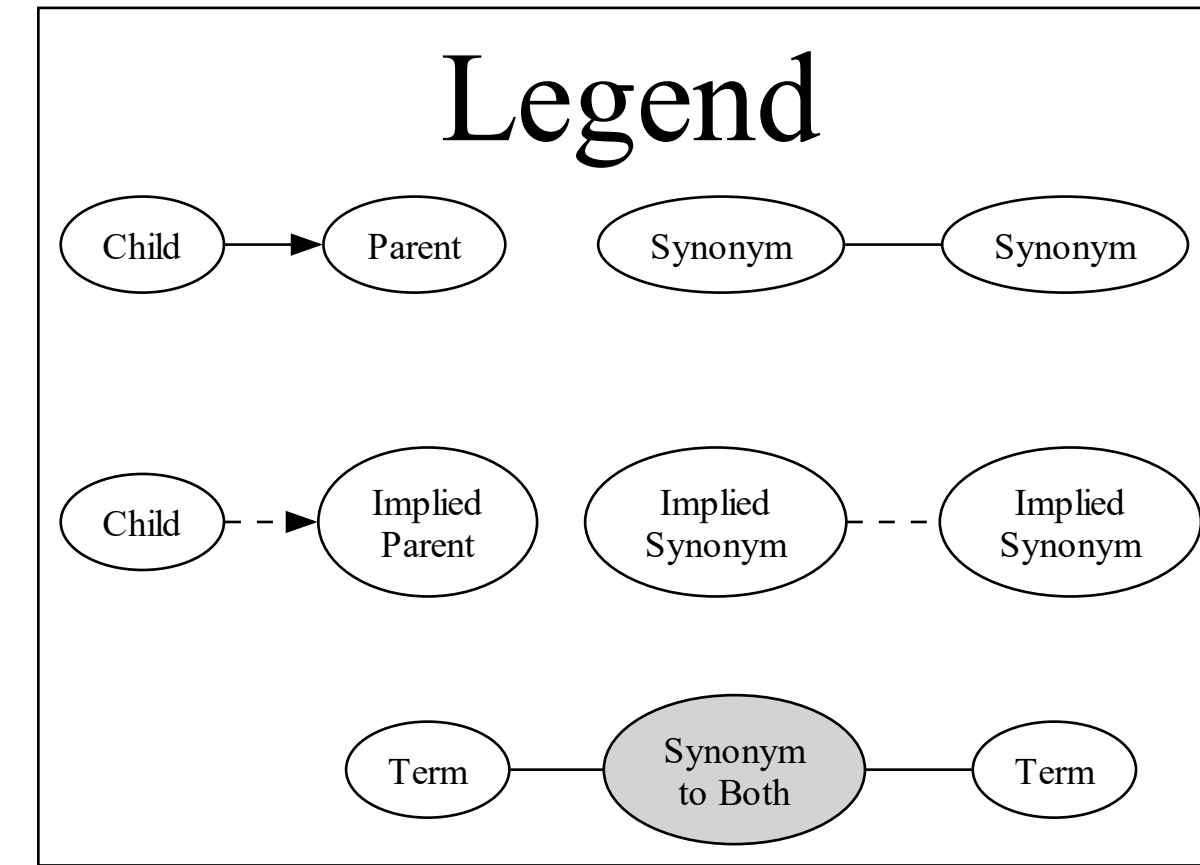 Legend
Child
Parent
Synonym
Synonym
Child
Implied
Parent
Implied
Synonym
Implied
Synonym
Term
Synonym
to Both
Term